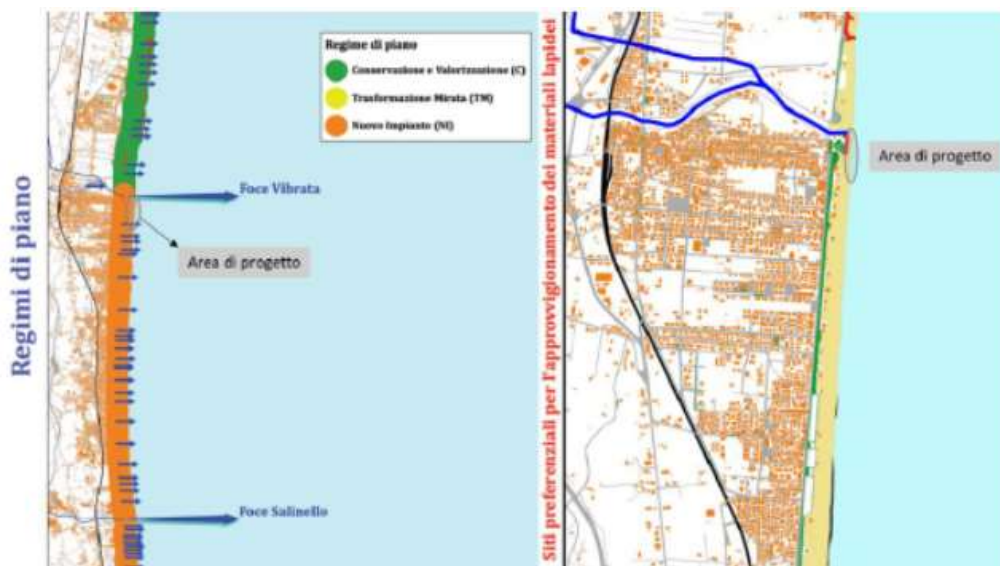 Regimi di piano
Regime di piano
Conservazione e Valorizzazione (C)
Trasformazione Mirata (TM)
Nuovo Impianto (NI)
Foce Vibrata
Area di progetto
Foce Salinello
Siti preferenziali per l'approvvigionamento dei materiali lapidei
Area di progetto